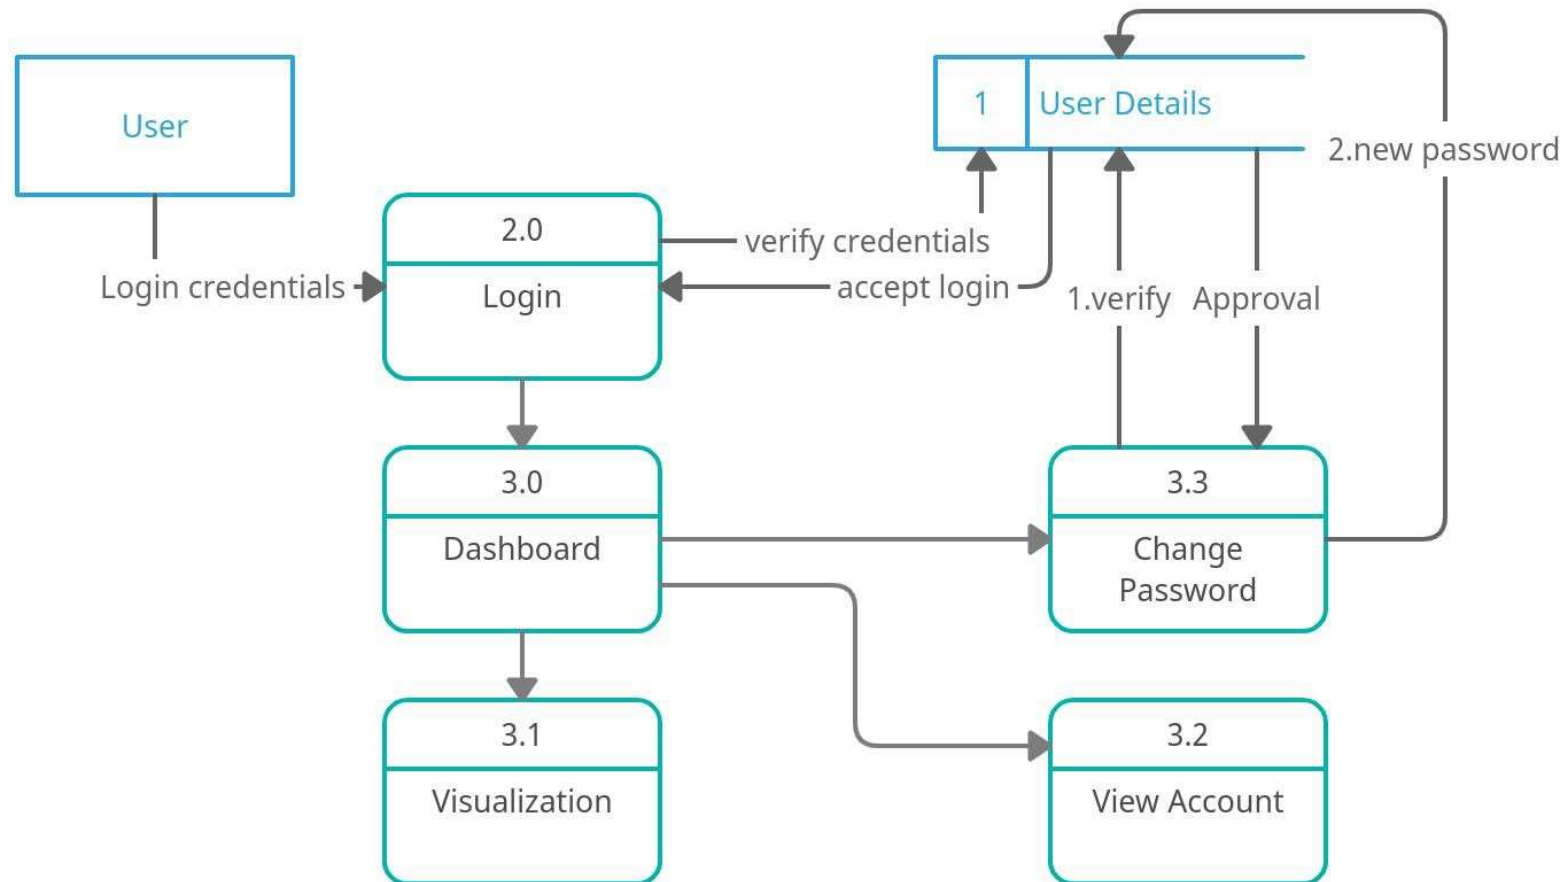 User
1
User Details
2.new password
2.0
Login
verify credentials
Login credentials
accept login
1.verify
Approval
3.0
Dashboard
3.3
Change
Password
3.1
Visualization
3.2
View Account